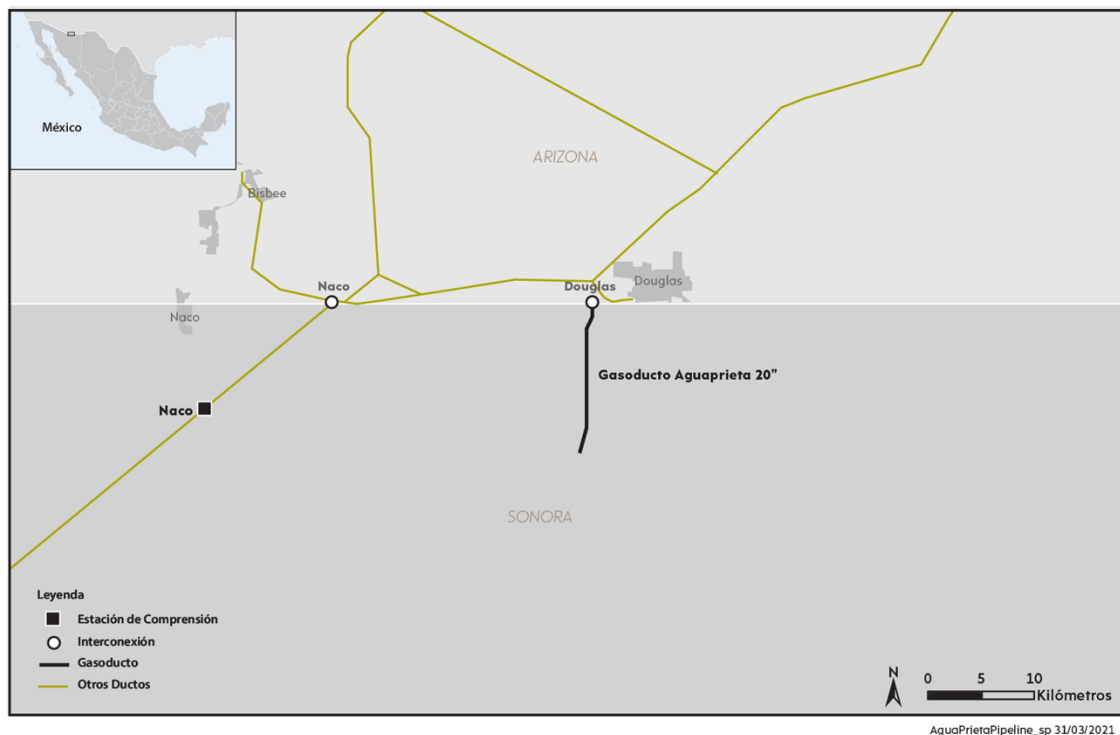 México
ARIZONA
Bisbee
Naco
Douglas
Douglas
Naco
Gasoducto Aguaprieta 20”
Naco
SONORA
Leyenda
Estación de Comprensión
Interconexión
Gasoducto
Otros Ductos
N
0 5 10
Kilómetros
AguaPrietaPipeline_sp 31/03/2021